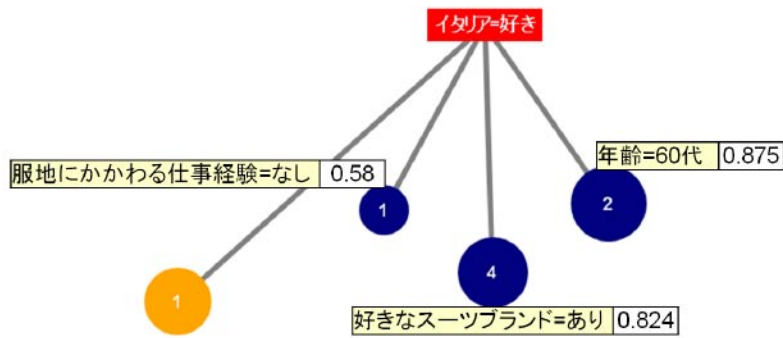 イタリア=好き
年齢=60代 0.875
服地にかかわる仕事経験=なし 0.58
1
2
4
1
好きなスーツブランド=あり 0.824